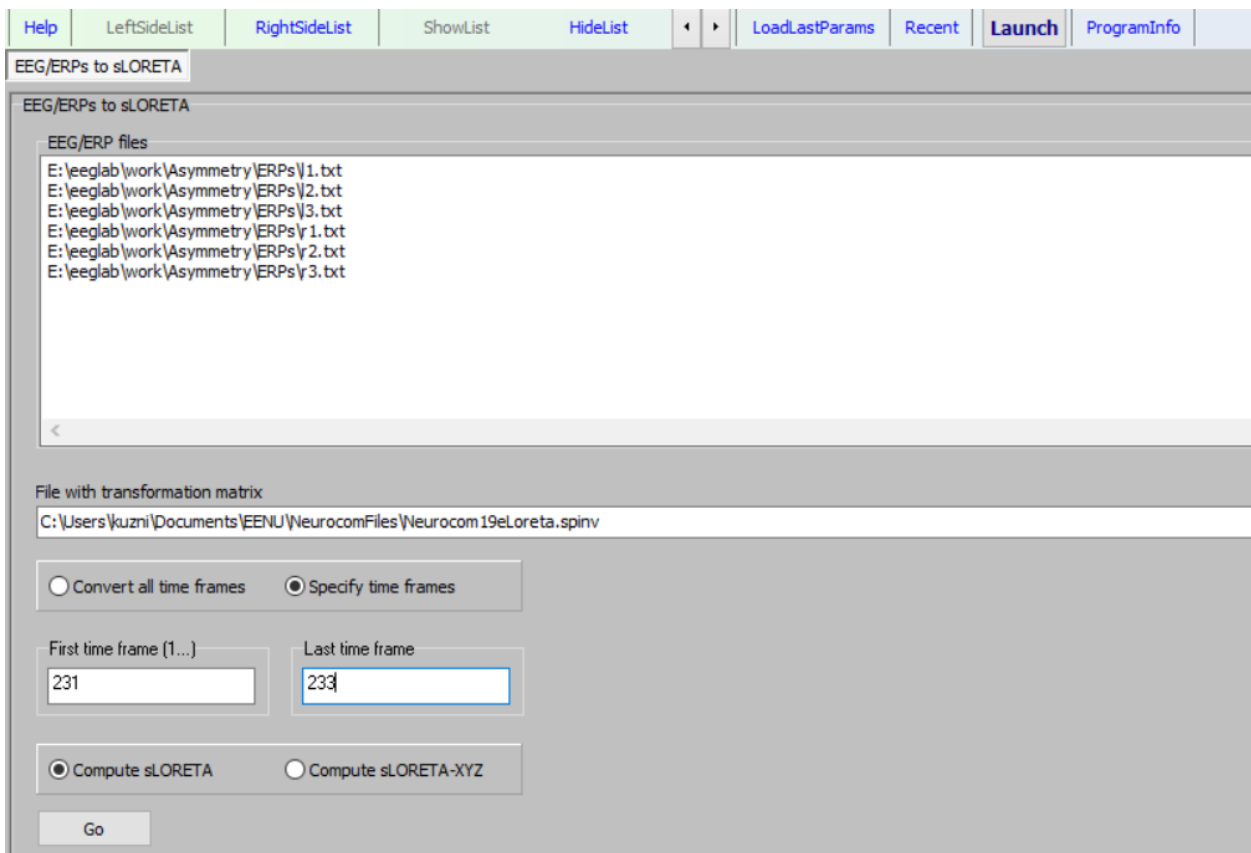 Help LeftSideList RightSideList ShowList HideList LoadLastParams Recent Launch ProgramInfo
EEG/ERPs to sLORETA
EEG/ERPs to sLORETA
EEG/ERP files
E:\eeglab\work\Asymmetry\ERPs\l1.txt
E:\eeglab\work\Asymmetry\ERPs\l2.txt
E:\eeglab\work\Asymmetry\ERPs\l3.txt
E:\eeglab\work\Asymmetry\ERPs\r1.txt
E:\eeglab\work\Asymmetry\ERPs\r2.txt
E:\eeglab\work\Asymmetry\ERPs\r3.txt
File with transformation matrix
C:\Users\kuzni\Documents\EENU\NeurocomFiles\Neurocom19eLoreta.spinv
Convert all time frames Specify time frames
First time frame (1...) Last time frame
231 233
Compute sLORETA Compute sLORETA-XYZ
Go